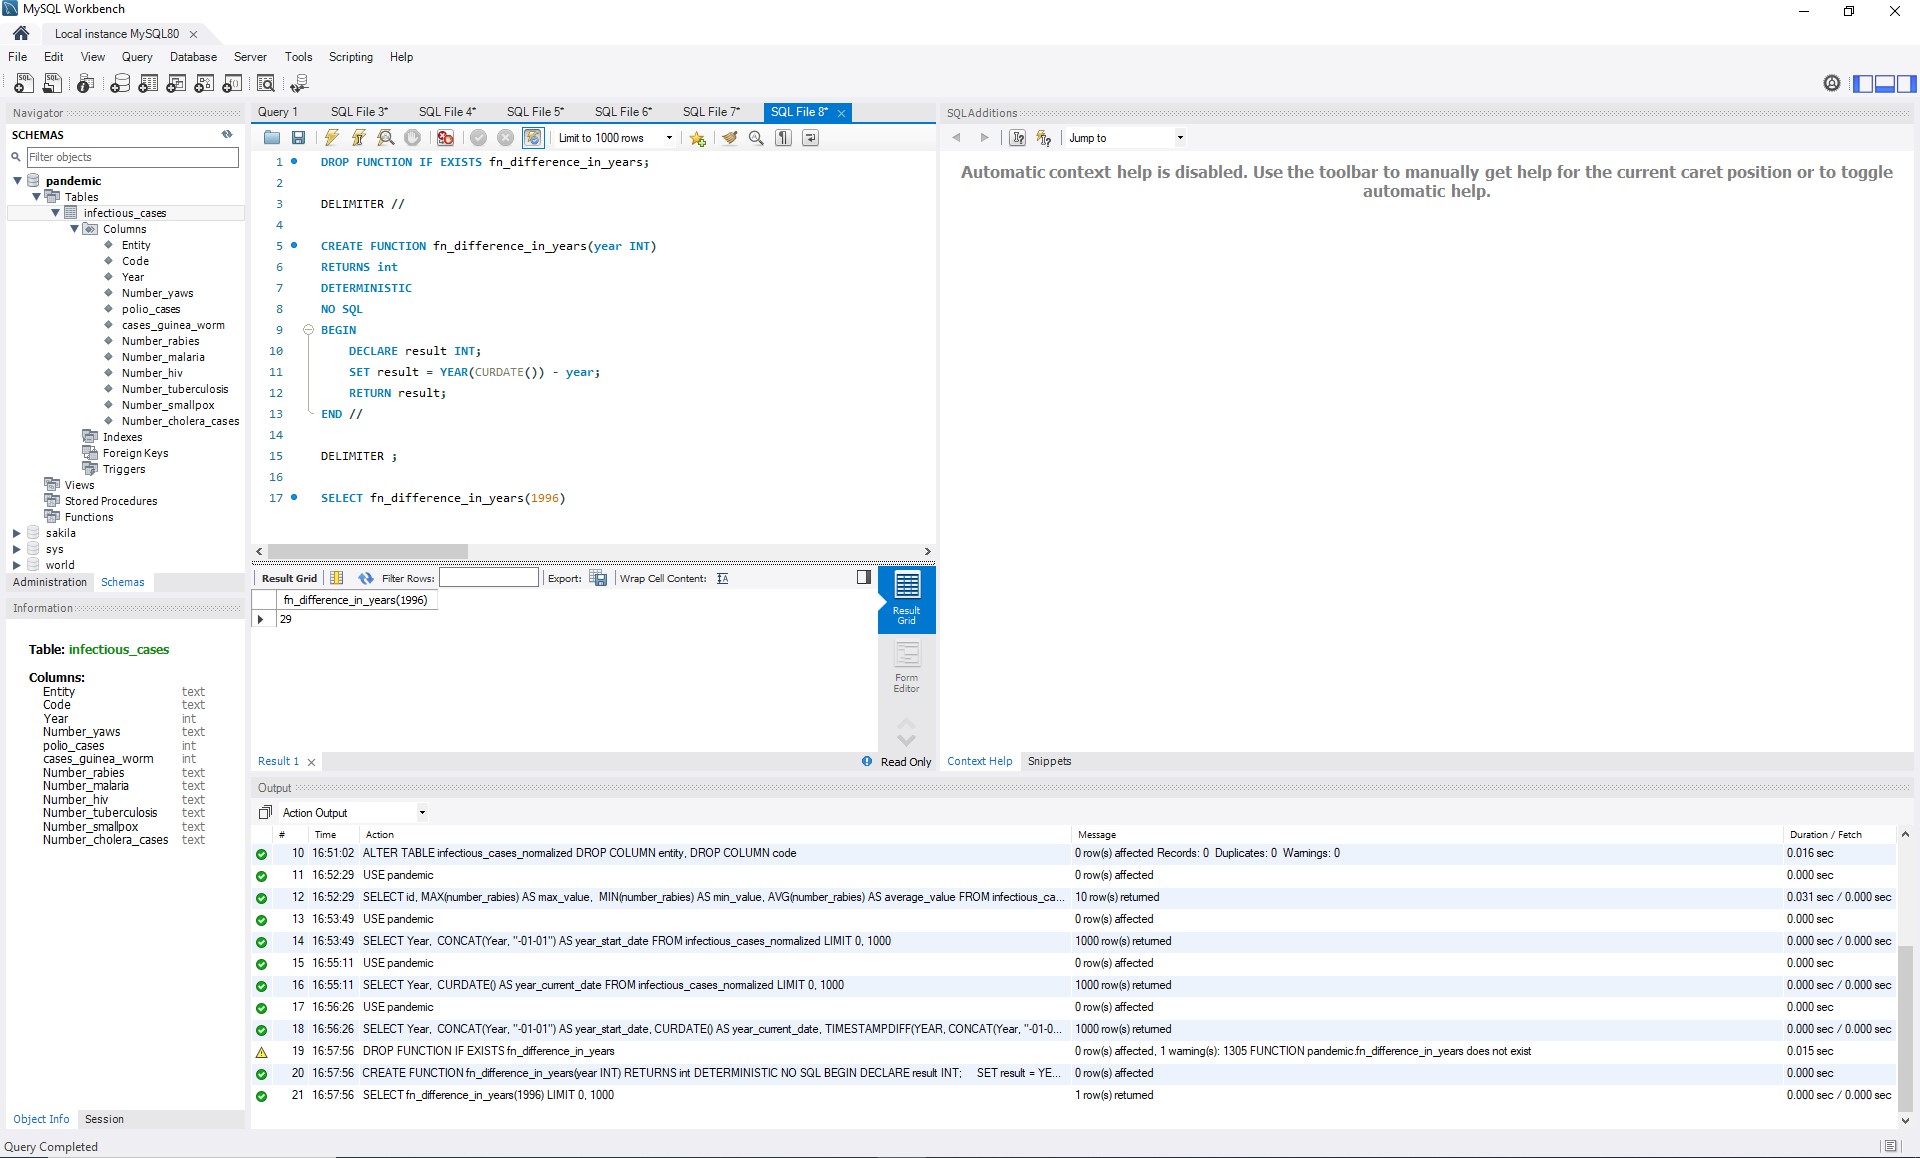 MySQL Workbench
Local instance MySQL80
File Edit View Query Database Server Tools Scripting Help
Navigator
SCHEMAS
Filter objects
pandemic
Tables
infectious_cases
Columns
Entity
Code
Year
Number_yaws
polio_cases
cases_guinea_worm
Number_rabies
Number_malaria
Number_hiv
Number_tuberculosis
Number_smallpox
Number_cholera_cases
Indexes
Foreign Keys
Triggers
Views
Stored Procedures
Functions
sakila
sys
world
Administration Schemas
Information
Table: infectious_cases
Columns:
Entity text
Code text
Year int
Number_yaws text
polio_cases int
cases_guinea_worm int
Number_rabies text
Number_malaria text
Number_hiv text
Number_tuberculosis text
Number_smallpox text
Number_cholera_cases text
Object Info Session
Query Completed
Query 1 SQL File 3* SQL File 4* SQL File 5* SQL File 6* SQL File 7* SQL File 8*
Limit to 1000 rows
1 DROP FUNCTION IF EXISTS fn_difference_in_years;
2
3 DELIMITER //
4
5 CREATE FUNCTION fn_difference_in_years(year INT)
6 RETURNS int
7 DETERMINISTIC
8 NO SQL
9 BEGIN
10 DECLARE result INT;
11 SET result = YEAR(CURDATE()) - year;
12 RETURN result;
13 END //
14
15 DELIMITER ;
16
17 SELECT fn_difference_in_years(1996)
Result Grid Filter Rows: Export: Wrap Cell Content:
fn_difference_in_years(1996)
29
Result Grid
Form Editor
Result 1
Read Only
SQLAdditions
Jump to
Automatic context help is disabled. Use the toolbar to manually get help for the current caret position or to toggle
automatic help.
Context Help Snippets
Output
Action Output
# Time Action Message Duration / Fetch
10 16:51:02 ALTER TABLE infectious_cases_normalized DROP COLUMN entity, DROP COLUMN code 0 row(s) affected Records: 0 Duplicates: 0 Warnings: 0 0.016 sec
11 16:52:29 USE pandemic 0 row(s) affected 0.000 sec
12 16:52:29 SELECT id, MAX(number_rabies) AS max_value, MIN(number_rabies) AS min_value, AVG(number_rabies) AS average_value FROM infectious_ca... 10 row(s) returned 0.031 sec / 0.000 sec
13 16:53:49 USE pandemic 0 row(s) affected 0.000 sec
14 16:53:49 SELECT Year, CONCAT(Year, "-01-01") AS year_start_date FROM infectious_cases_normalized LIMIT 0, 1000 1000 row(s) returned 0.000 sec / 0.000 sec
15 16:55:11 USE pandemic 0 row(s) affected 0.000 sec
16 16:55:11 SELECT Year, CURDATE() AS year_current_date FROM infectious_cases_normalized LIMIT 0, 1000 1000 row(s) returned 0.000 sec / 0.000 sec
17 16:56:26 USE pandemic 0 row(s) affected 0.000 sec
18 16:56:26 SELECT Year, CONCAT(Year, "-01-01") AS year_start_date, CURDATE() AS year_current_date, TIMESTAMPDIFF(YEAR, CONCAT(Year, "-01-0... 1000 row(s) returned 0.000 sec / 0.000 sec
19 16:57:56 DROP FUNCTION IF EXISTS fn_difference_in_years 0 row(s) affected, 1 warning(s): 1305 FUNCTION pandemic.fn_difference_in_years does not exist 0.015 sec
20 16:57:56 CREATE FUNCTION fn_difference_in_years(year INT) RETURNS int DETERMINISTIC NO SQL BEGIN DECLARE result INT; SET result = YE... 0 row(s) affected 0.000 sec
21 16:57:56 SELECT fn_difference_in_years(1996) LIMIT 0, 1000 1 row(s) returned 0.000 sec / 0.000 sec